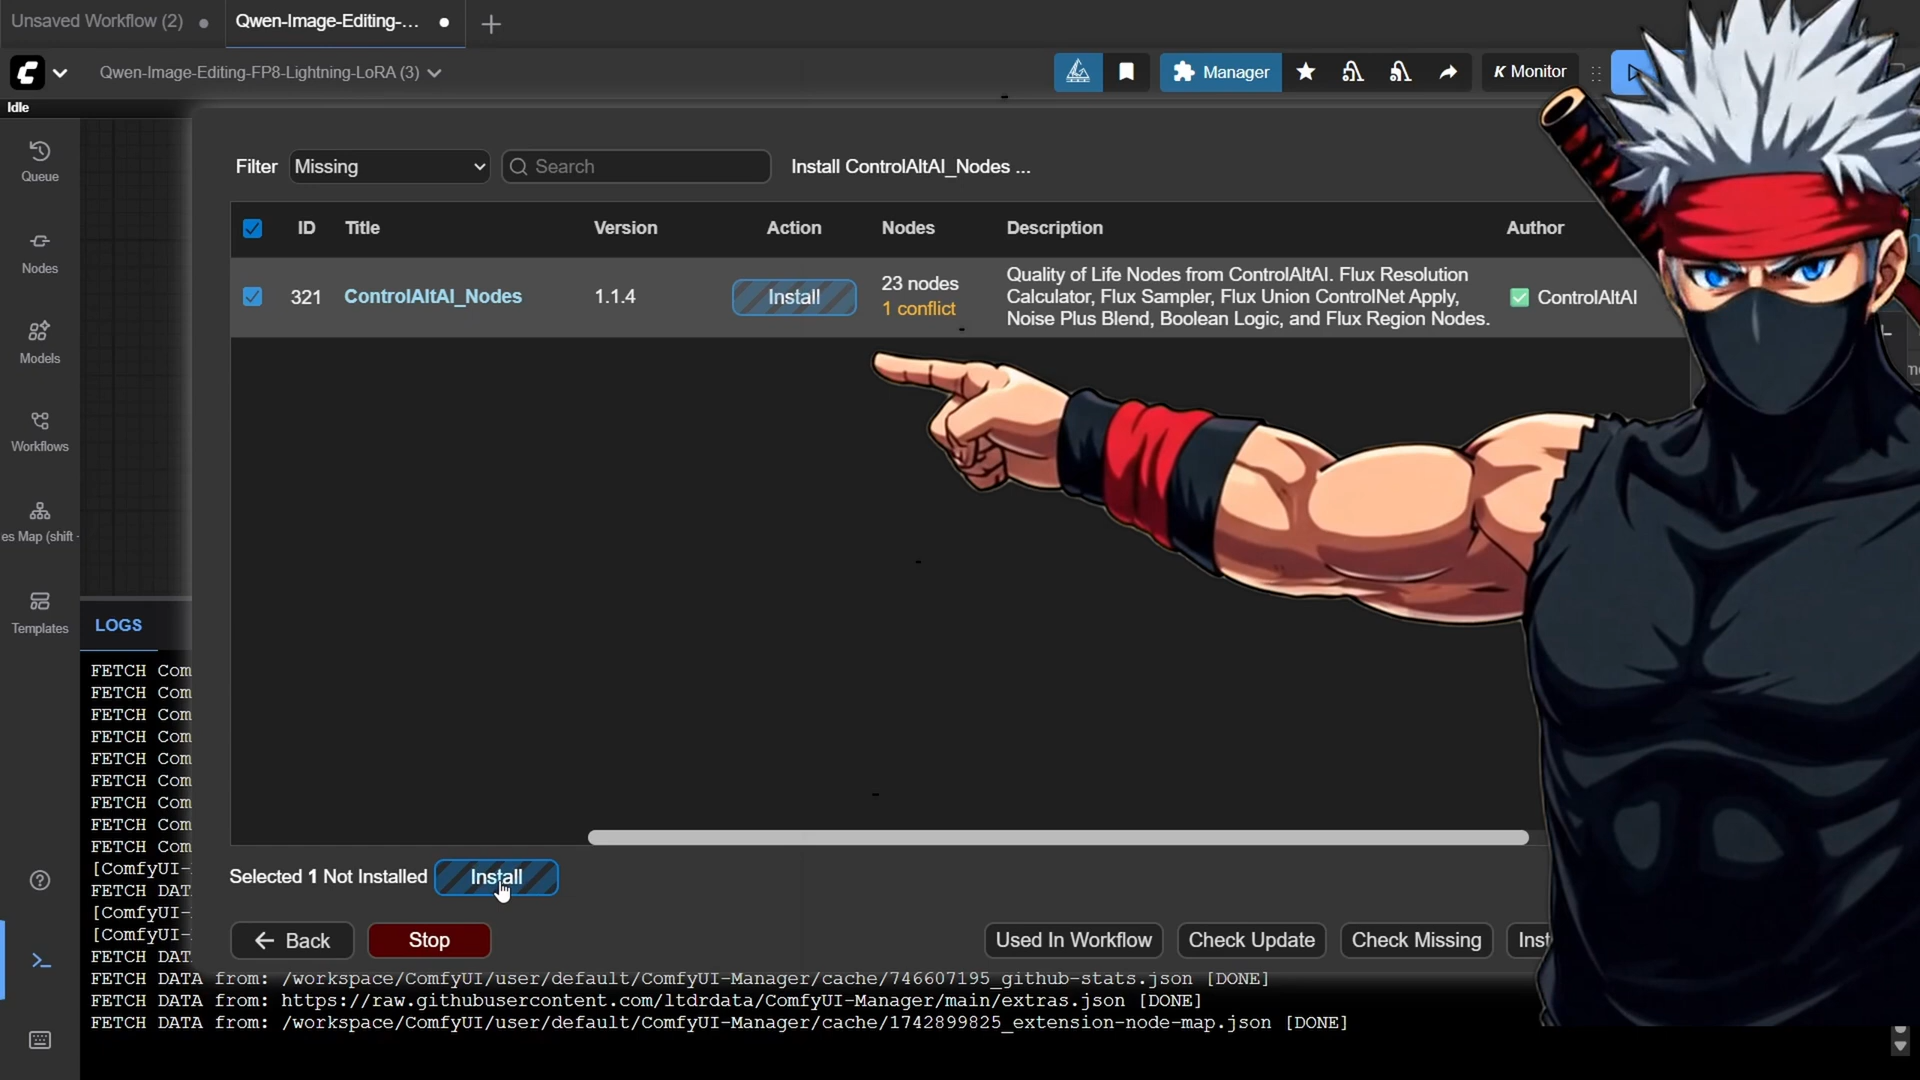 Unsaved Workflow (2)
Qwen-Image-Editing-...
Qwen-Image-Editing-FP8-Lightning-LoRA (3)
Manager
K Monitor
Idle
Queue
Nodes
Models
Workflows
es Map (shift
Templates
Filter
Missing
Search
Install ControlAltAI_Nodes ...
ID
Title
Version
Action
Nodes
Description
Author
321
ControlAltAI_Nodes
1.1.4
Install
23 nodes
1 conflict
Quality of Life Nodes from ControlAltAI. Flux Resolution
Calculator, Flux Sampler, Flux Union ControlNet Apply,
Noise Plus Blend, Boolean Logic, and Flux Region Nodes.
ControlAltAI
LOGS
FETCH Com
FETCH Com
FETCH Com
FETCH Com
FETCH Com
FETCH Com
FETCH Com
FETCH Com
FETCH Com
[ComfyUI-
FETCH DAT
[ComfyUI-
[ComfyUI-
FETCH DAT
Selected 1 Not Installed
Install
Back
Stop
Used In Workflow
Check Update
Check Missing
Inst
FETCH DATA from: /workspace/ComfyUI/user/default/ComfyUI-Manager/cache/746607195_github-stats.json [DONE]
FETCH DATA from: https://raw.githubusercontent.com/ltdrdata/ComfyUI-Manager/main/extras.json [DONE]
FETCH DATA from: /workspace/ComfyUI/user/default/ComfyUI-Manager/cache/1742899825_extension-node-map.json [DONE]